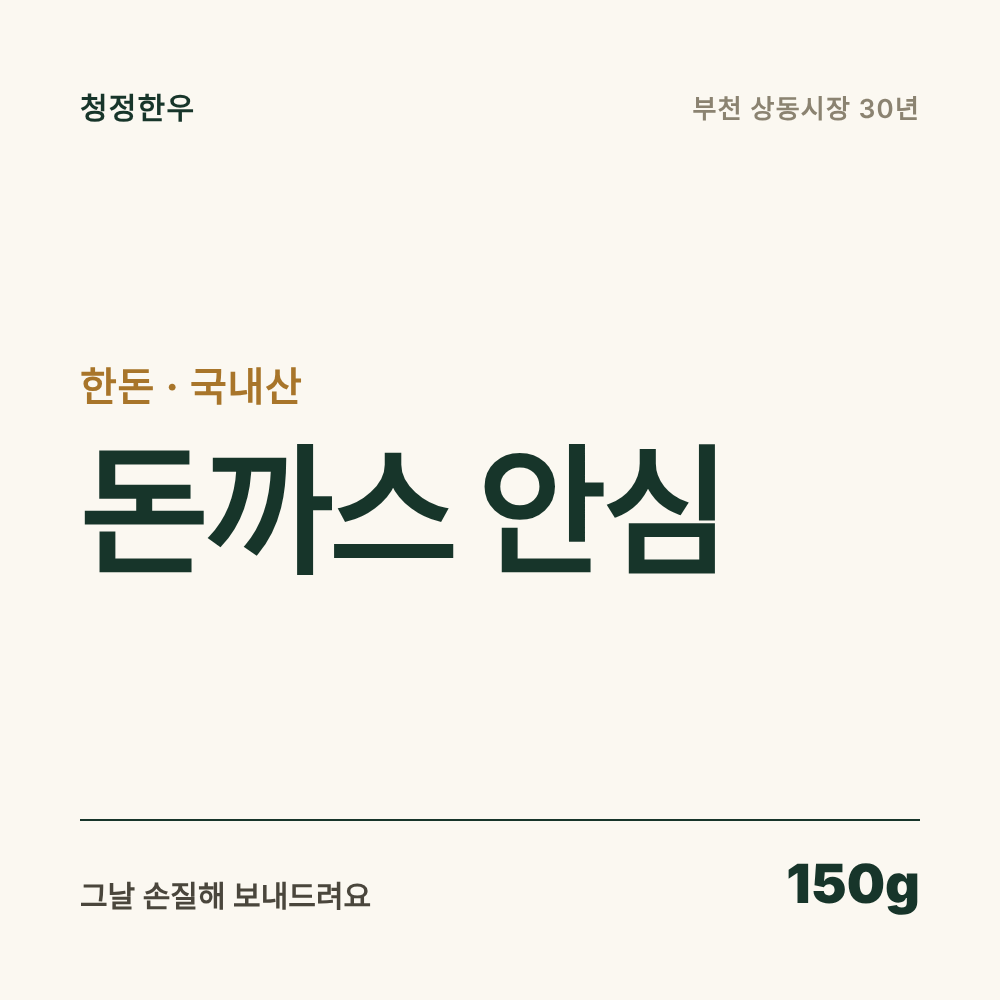 청정한우
부천 상동시장 30년
한돈 · 국내산
돈까스 안심
그날 손질해 보내드려요
150g